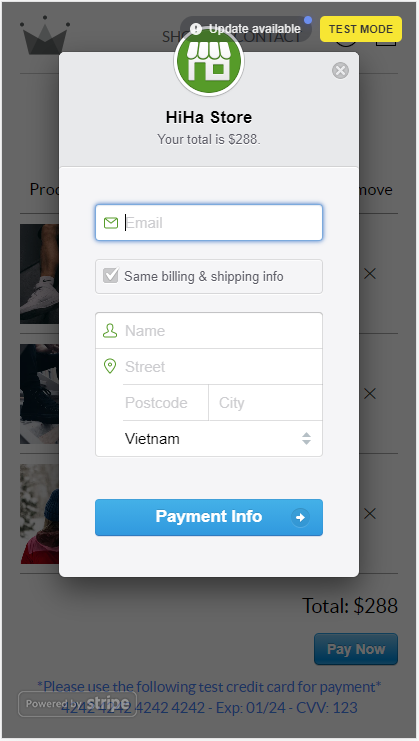 Update available
TEST MODE
SHOP
CONTACT
HiHa Store
Your total is $288.
Email
Same billing & shipping info
Name
Street
Postcode
City
Vietnam
Payment Info
Total: $288
Pay Now
*Please use the following test credit card for payment*
4242 4242 4242 4242 - Exp: 01/24 - CVV: 123
Powered by stripe